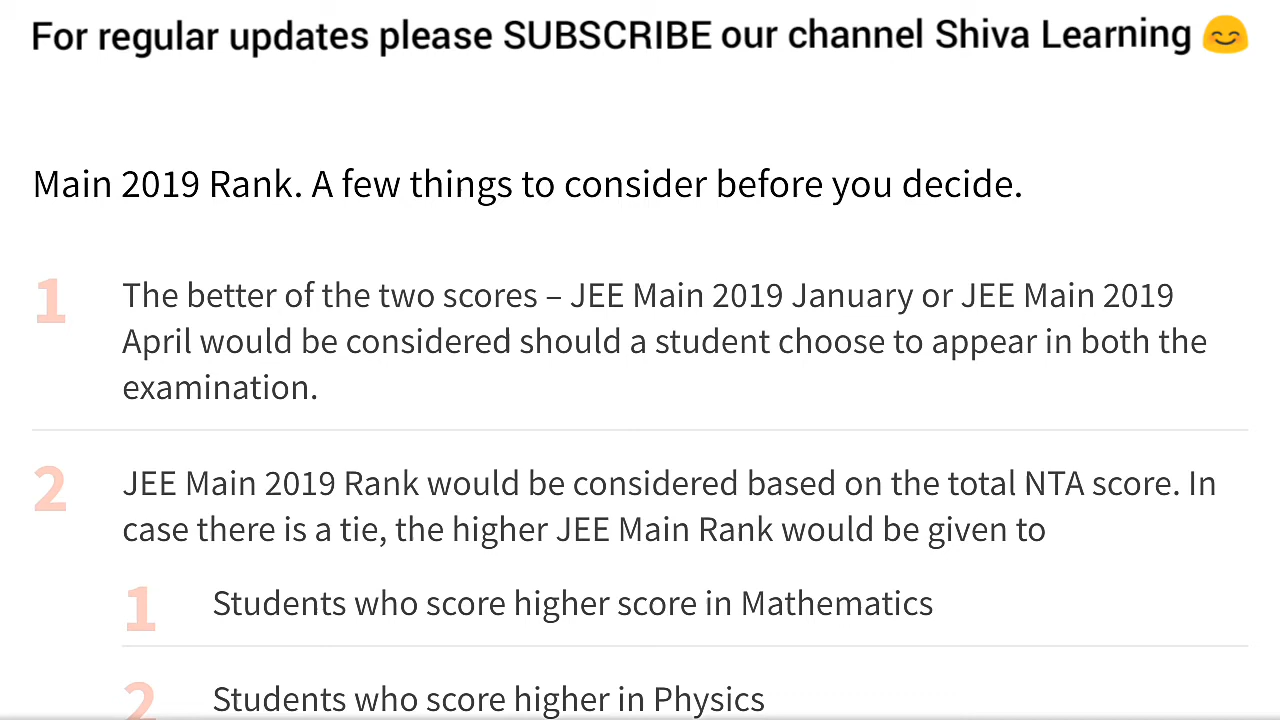 For regular updates please SUBSCRIBE our channel Shiva Learning 😊
Main 2019 Rank. A few things to consider before you decide.
1 The better of the two scores – JEE Main 2019 January or JEE Main 2019
April would be considered should a student choose to appear in both the
examination.
2 JEE Main 2019 Rank would be considered based on the total NTA score. In
case there is a tie, the higher JEE Main Rank would be given to
1 Students who score higher score in Mathematics
2 Students who score higher in Physics